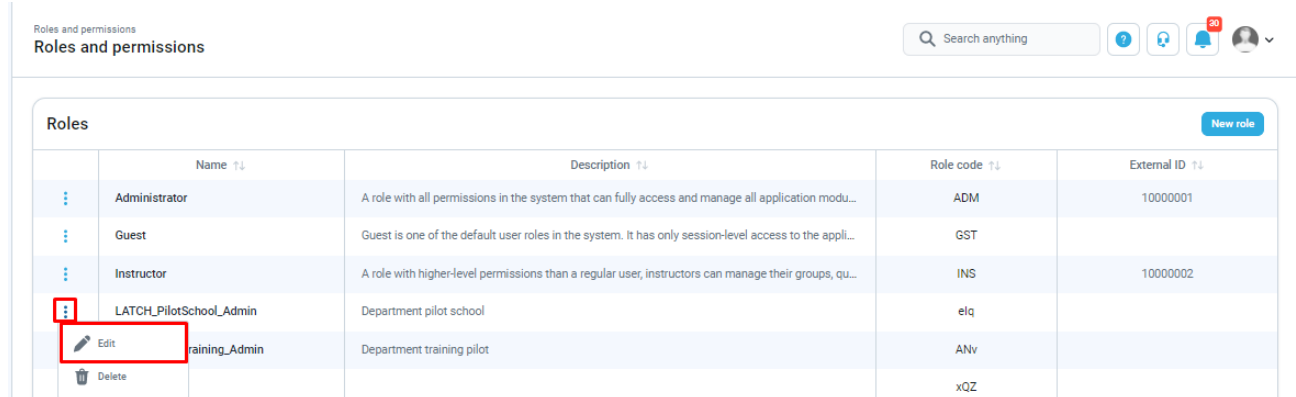 Roles and permissions
Roles and permissions
Search anything
30
Roles
New role
Name Description Role code External ID
Administrator A role with all permissions in the system that can fully access and manage all application modu... ADM 10000001
Guest Guest is one of the default user roles in the system. It has only session-level access to the appli... GST
Instructor A role with higher-level permissions than a regular user, instructors can manage their groups, qu... INS 10000002
LATCH_PilotSchool_Admin Department pilot school
Edit
raining_Admin Department training pilot ANv
Delete
xQZ